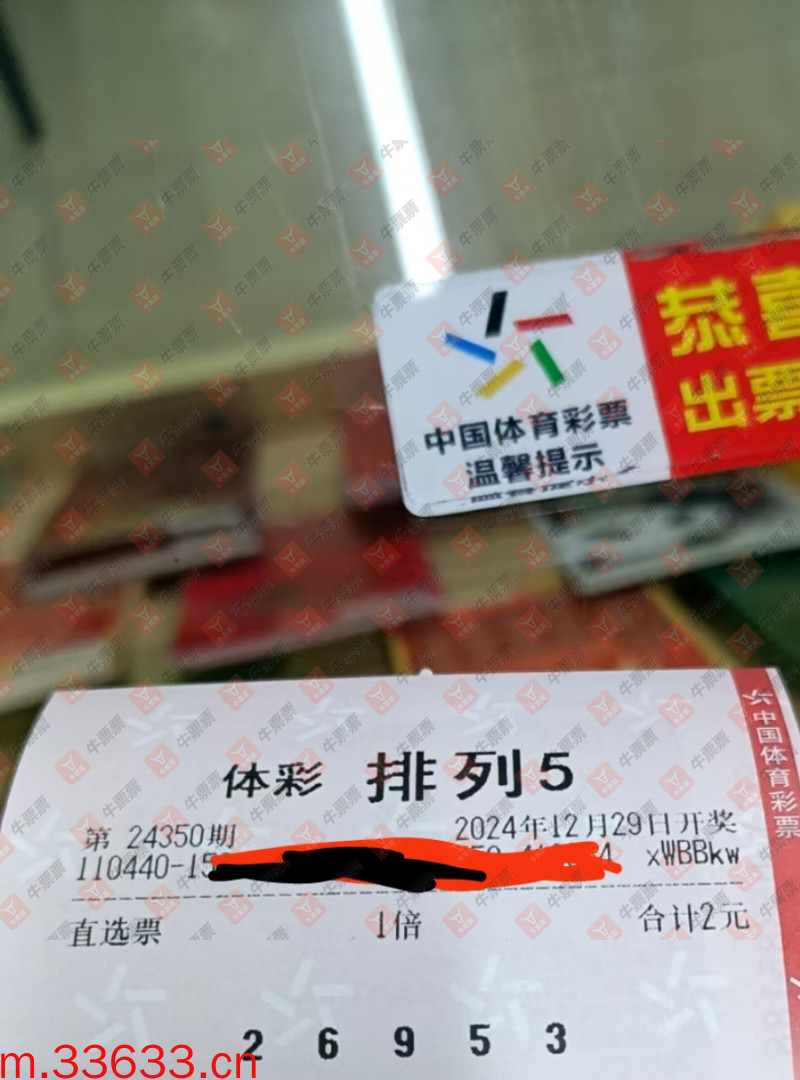 恭喜
出票
中国体育彩票
温馨提示
中国体育彩票
体彩 排列5
第 24350期 2024年12月29日开奖
110440-15 xWBBkw
直选票 1倍 合计2元
2 6 9 5 3
m.33633.cn
牛票票